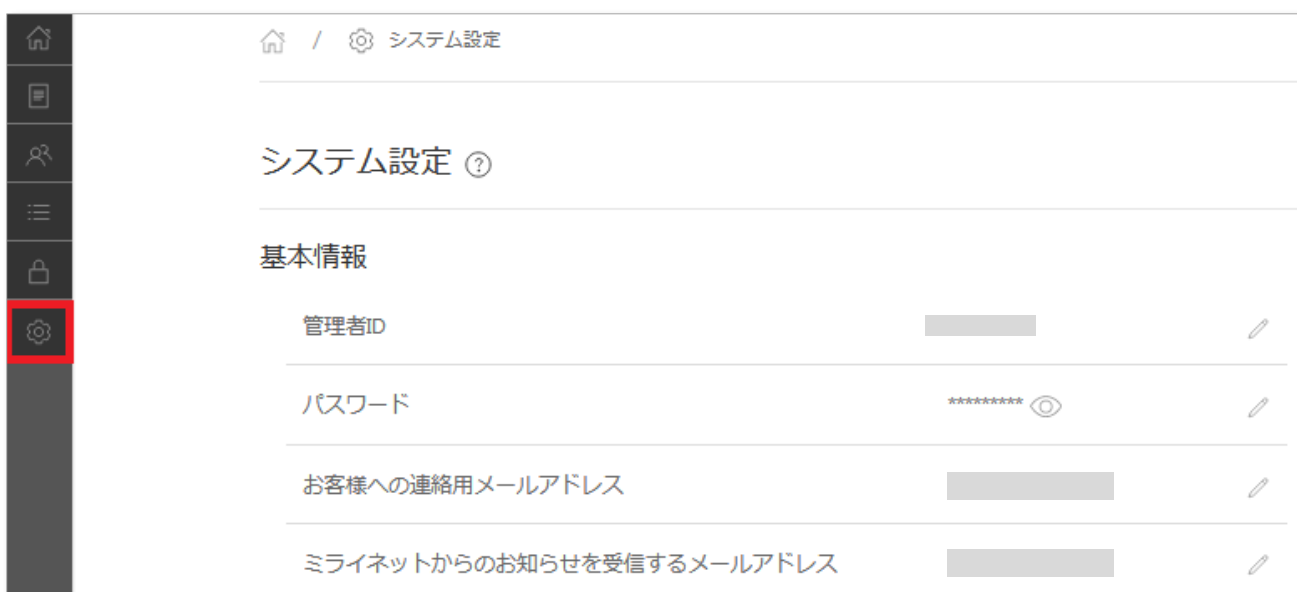 / システム設定
システム設定 ?
基本情報
管理者ID
パスワード *********
お客様への連絡用メールアドレス
ミライネットからのお知らせを受信するメールアドレス